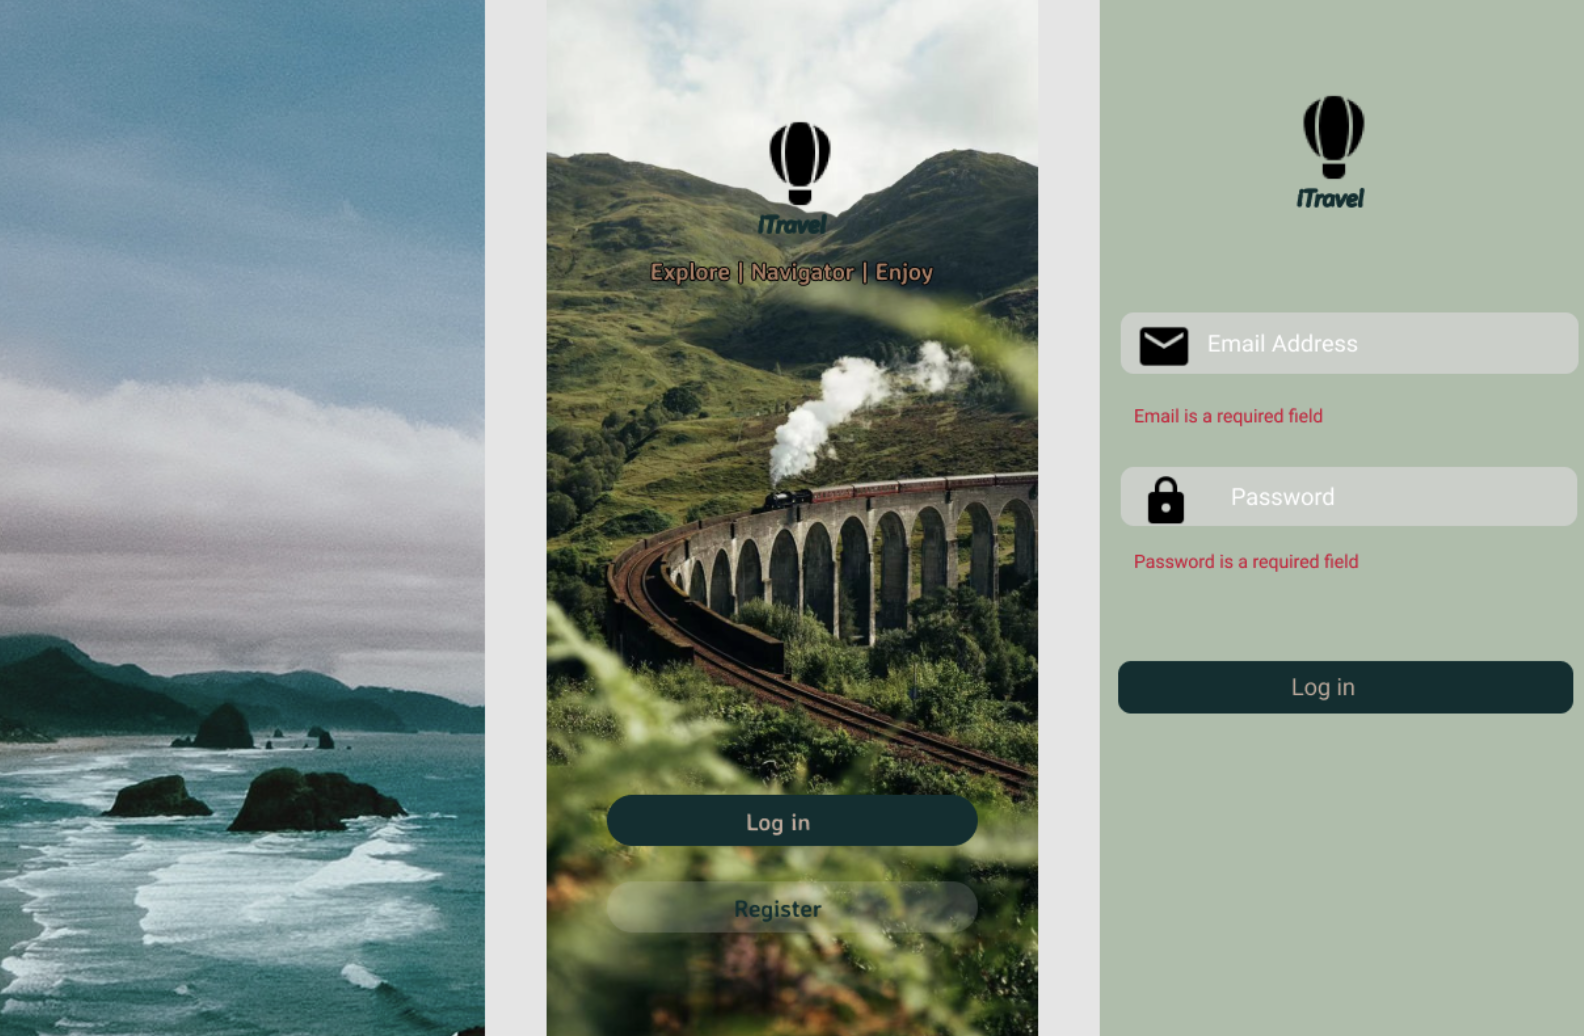 iTravel
Explore | Navigator | Enjoy
Log in
Register
iTravel
Email Address
Email is a required field
Password
Password is a required field
Log in